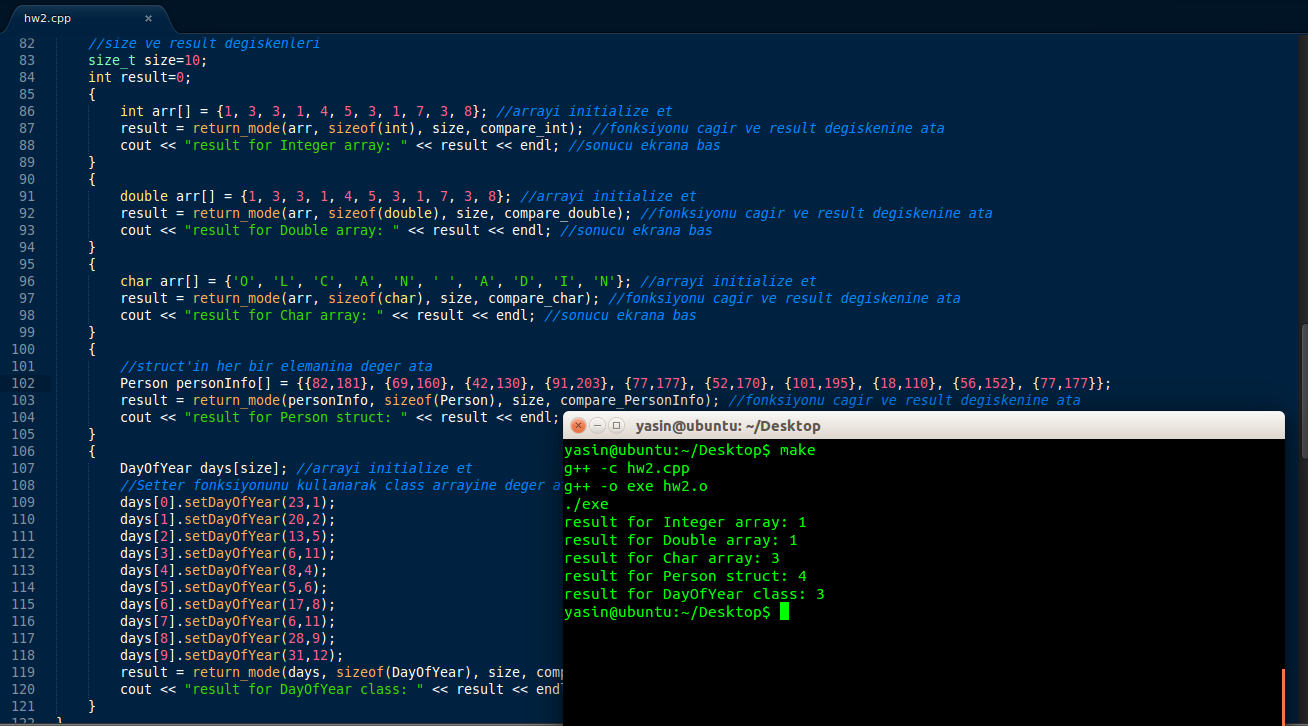 hw2.cpp ×
82 //size ve result degiskenleri
83 size_t size=10;
84 int result=0;
85 {
86 int arr[] = {1, 3, 3, 1, 4, 5, 3, 1, 7, 3, 8}; //arrayi initialize et
87 result = return_mode(arr, sizeof(int), size, compare_int); //fonksiyonu cagir ve result degiskenine ata
88 cout << "result for Integer array: " << result << endl; //sonucu ekrana bas
89 }
90 {
91 double arr[] = {1, 3, 3, 1, 4, 5, 3, 1, 7, 3, 8}; //arrayi initialize et
92 result = return_mode(arr, sizeof(double), size, compare_double); //fonksiyonu cagir ve result degiskenine ata
93 cout << "result for Double array: " << result << endl; //sonucu ekrana bas
94 }
95 {
96 char arr[] = {'O', 'L', 'C', 'A', 'N', ' ', 'A', 'D', 'I', 'N'}; //arrayi initialize et
97 result = return_mode(arr, sizeof(char), size, compare_char); //fonksiyonu cagir ve result degiskenine ata
98 cout << "result for Char array: " << result << endl; //sonucu ekrana bas
99 }
100 {
101 //struct'in her bir elemanina deger ata
102 Person personInfo[] = {{82,181}, {69,160}, {42,130}, {91,203}, {77,177}, {52,170}, {101,195}, {18,110}, {56,152}, {77,177}};
103 result = return_mode(personInfo, sizeof(Person), size, compare_PersonInfo); //fonksiyonu cagir ve result degiskenine ata
104 cout << "result for Person struct: " << result << endl;
105 }
106 {
107 DayOfYear days[size]; //arrayi initialize et
108 //Setter fonksiyonunu kullanarak class arrayine deger a
109 days[0].setDayOfYear(23,1);
110 days[1].setDayOfYear(20,2);
111 days[2].setDayOfYear(13,5);
112 days[3].setDayOfYear(6,11);
113 days[4].setDayOfYear(8,4);
114 days[5].setDayOfYear(5,6);
115 days[6].setDayOfYear(17,8);
116 days[7].setDayOfYear(6,11);
117 days[8].setDayOfYear(28,9);
118 days[9].setDayOfYear(31,12);
119 result = return_mode(days, sizeof(DayOfYear), size, com
120 cout << "result for DayOfYear class: " << result << end
121 }
122 }
yasin@ubuntu: ~/Desktop
yasin@ubuntu:~/Desktop$ make
g++ -c hw2.cpp
g++ -o exe hw2.o
./exe
result for Integer array: 1
result for Double array: 1
result for Char array: 3
result for Person struct: 4
result for DayOfYear class: 3
yasin@ubuntu:~/Desktop$